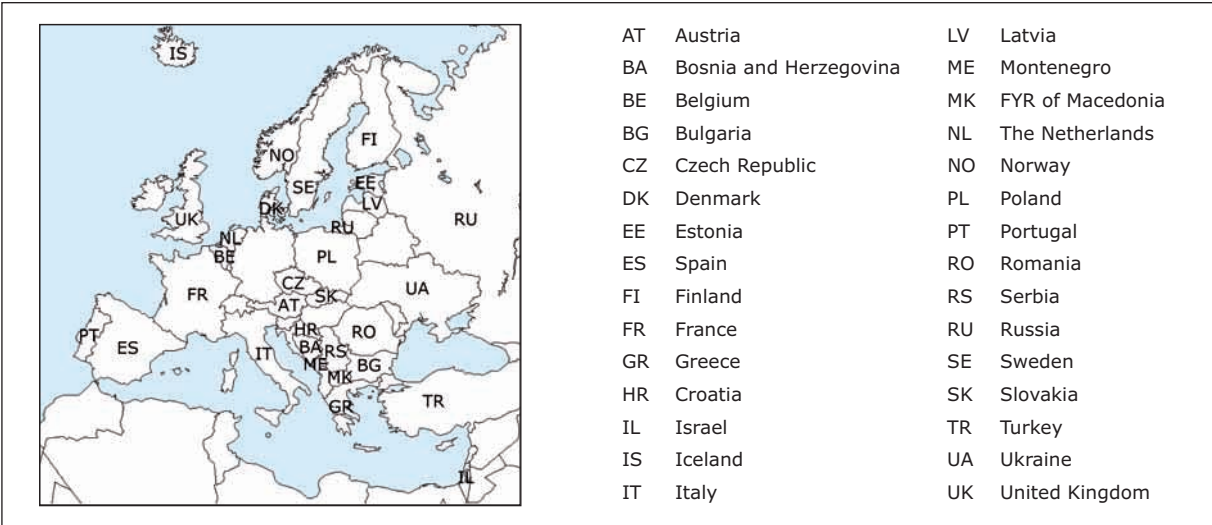 IS
NO
FI
SE
EE
LV
DK
RU
UK
RU
NL
BE
PL
CZ
UA
FR
SK
AT
HR
RO
PT
ES
IT
BA
RS
ME
BG
MK
TR
GR
IL
AT Austria
BA Bosnia and Herzegovina
BE Belgium
BG Bulgaria
CZ Czech Republic
DK Denmark
EE Estonia
ES Spain
FI Finland
FR France
GR Greece
HR Croatia
IL Israel
IS Iceland
IT Italy
LV Latvia
ME Montenegro
MK FYR of Macedonia
NL The Netherlands
NO Norway
PL Poland
PT Portugal
RO Romania
RS Serbia
RU Russia
SE Sweden
SK Slovakia
TR Turkey
UA Ukraine
UK United Kingdom